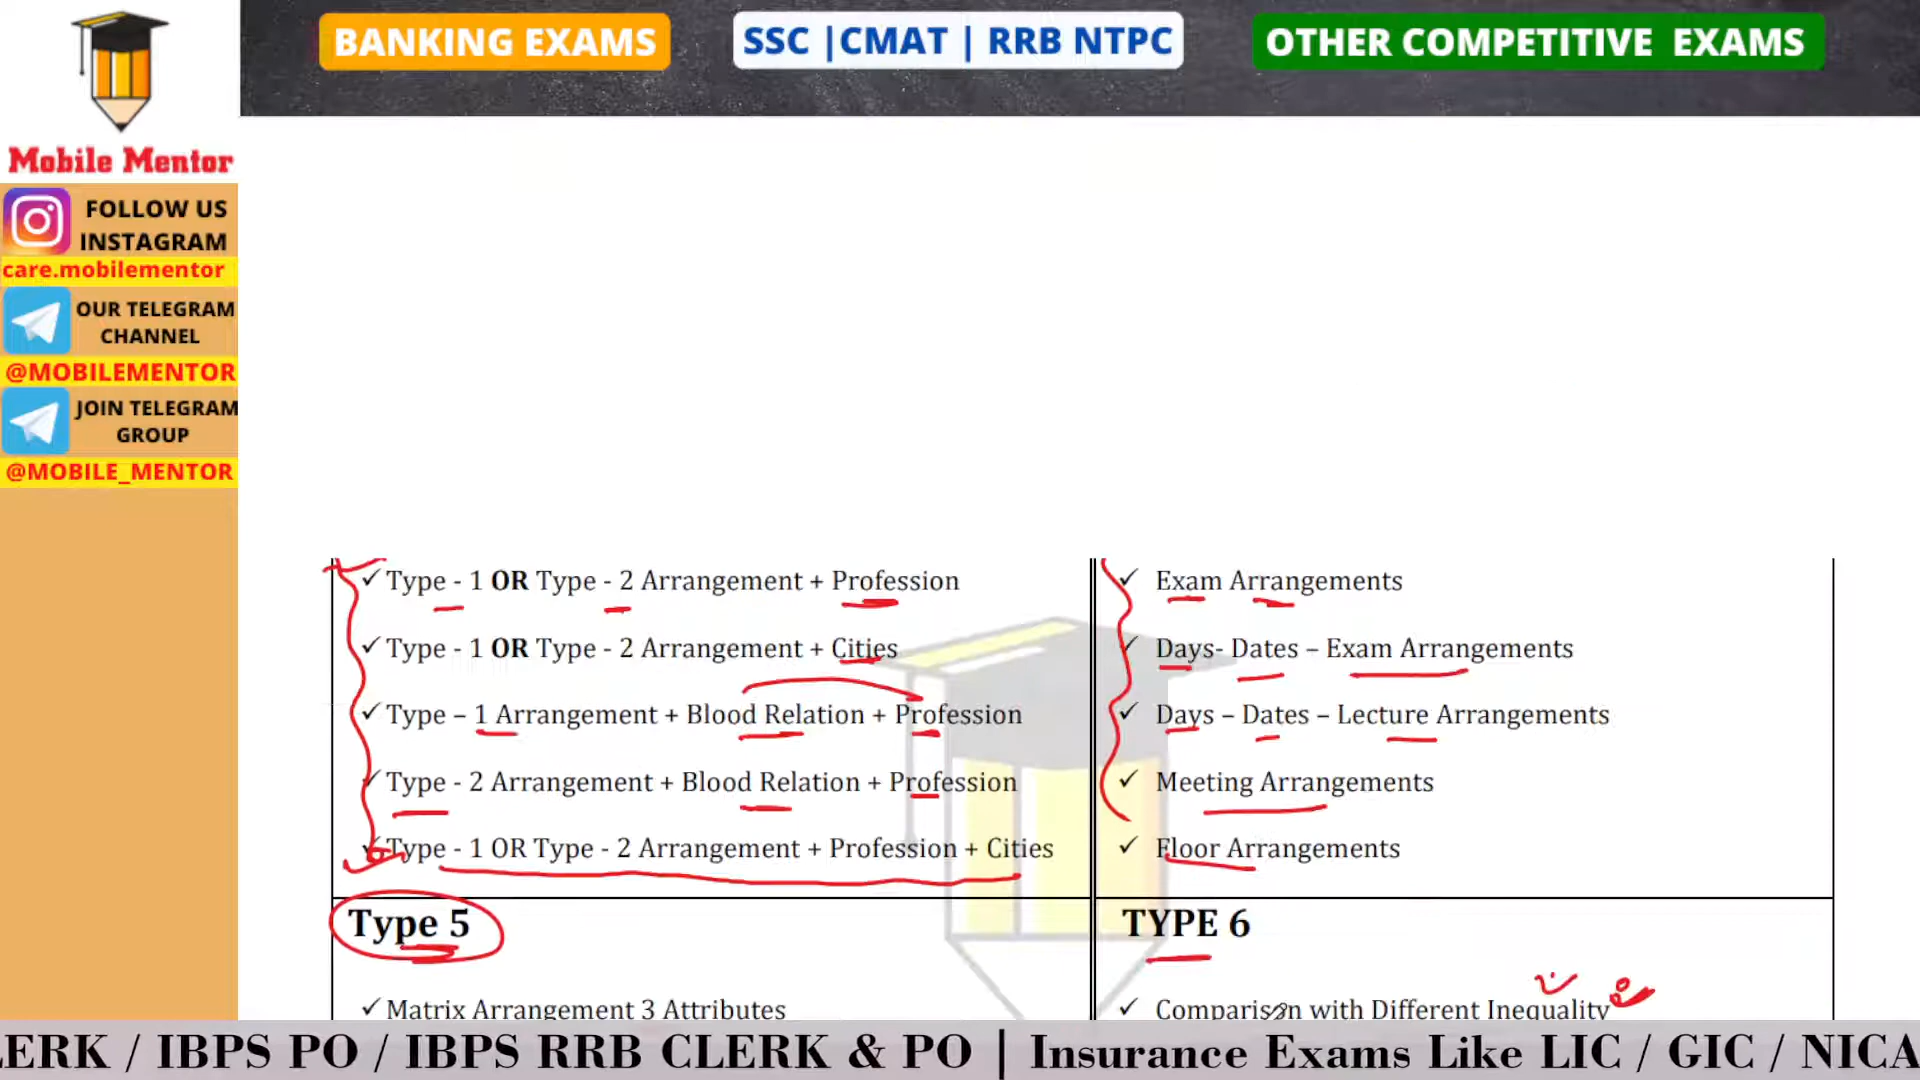 BANKING EXAMS
SSC |CMAT | RRB NTPC
OTHER COMPETITIVE EXAMS
Mobile Mentor
FOLLOW US
INSTAGRAM
care.mobilementor
OUR TELEGRAM
CHANNEL
@MOBILEMENTOR
JOIN TELEGRAM
GROUP
@MOBILE_MENTOR
✓ Type - 1 OR Type - 2 Arrangement + Profession
✓ Type - 1 OR Type - 2 Arrangement + Cities
✓ Type – 1 Arrangement + Blood Relation + Profession
✓ Type - 2 Arrangement + Blood Relation + Profession
✓ Type - 1 OR Type - 2 Arrangement + Profession + Cities
✓ Exam Arrangements
✓ Days- Dates – Exam Arrangements
✓ Days – Dates – Lecture Arrangements
✓ Meeting Arrangements
✓ Floor Arrangements
Type 5
✓ Matrix Arrangement 3 Attributes
TYPE 6
✓ Comparison with Different Inequality
LERK / IBPS PO / IBPS RRB CLERK & PO | Insurance Exams Like LIC / GIC / NICA